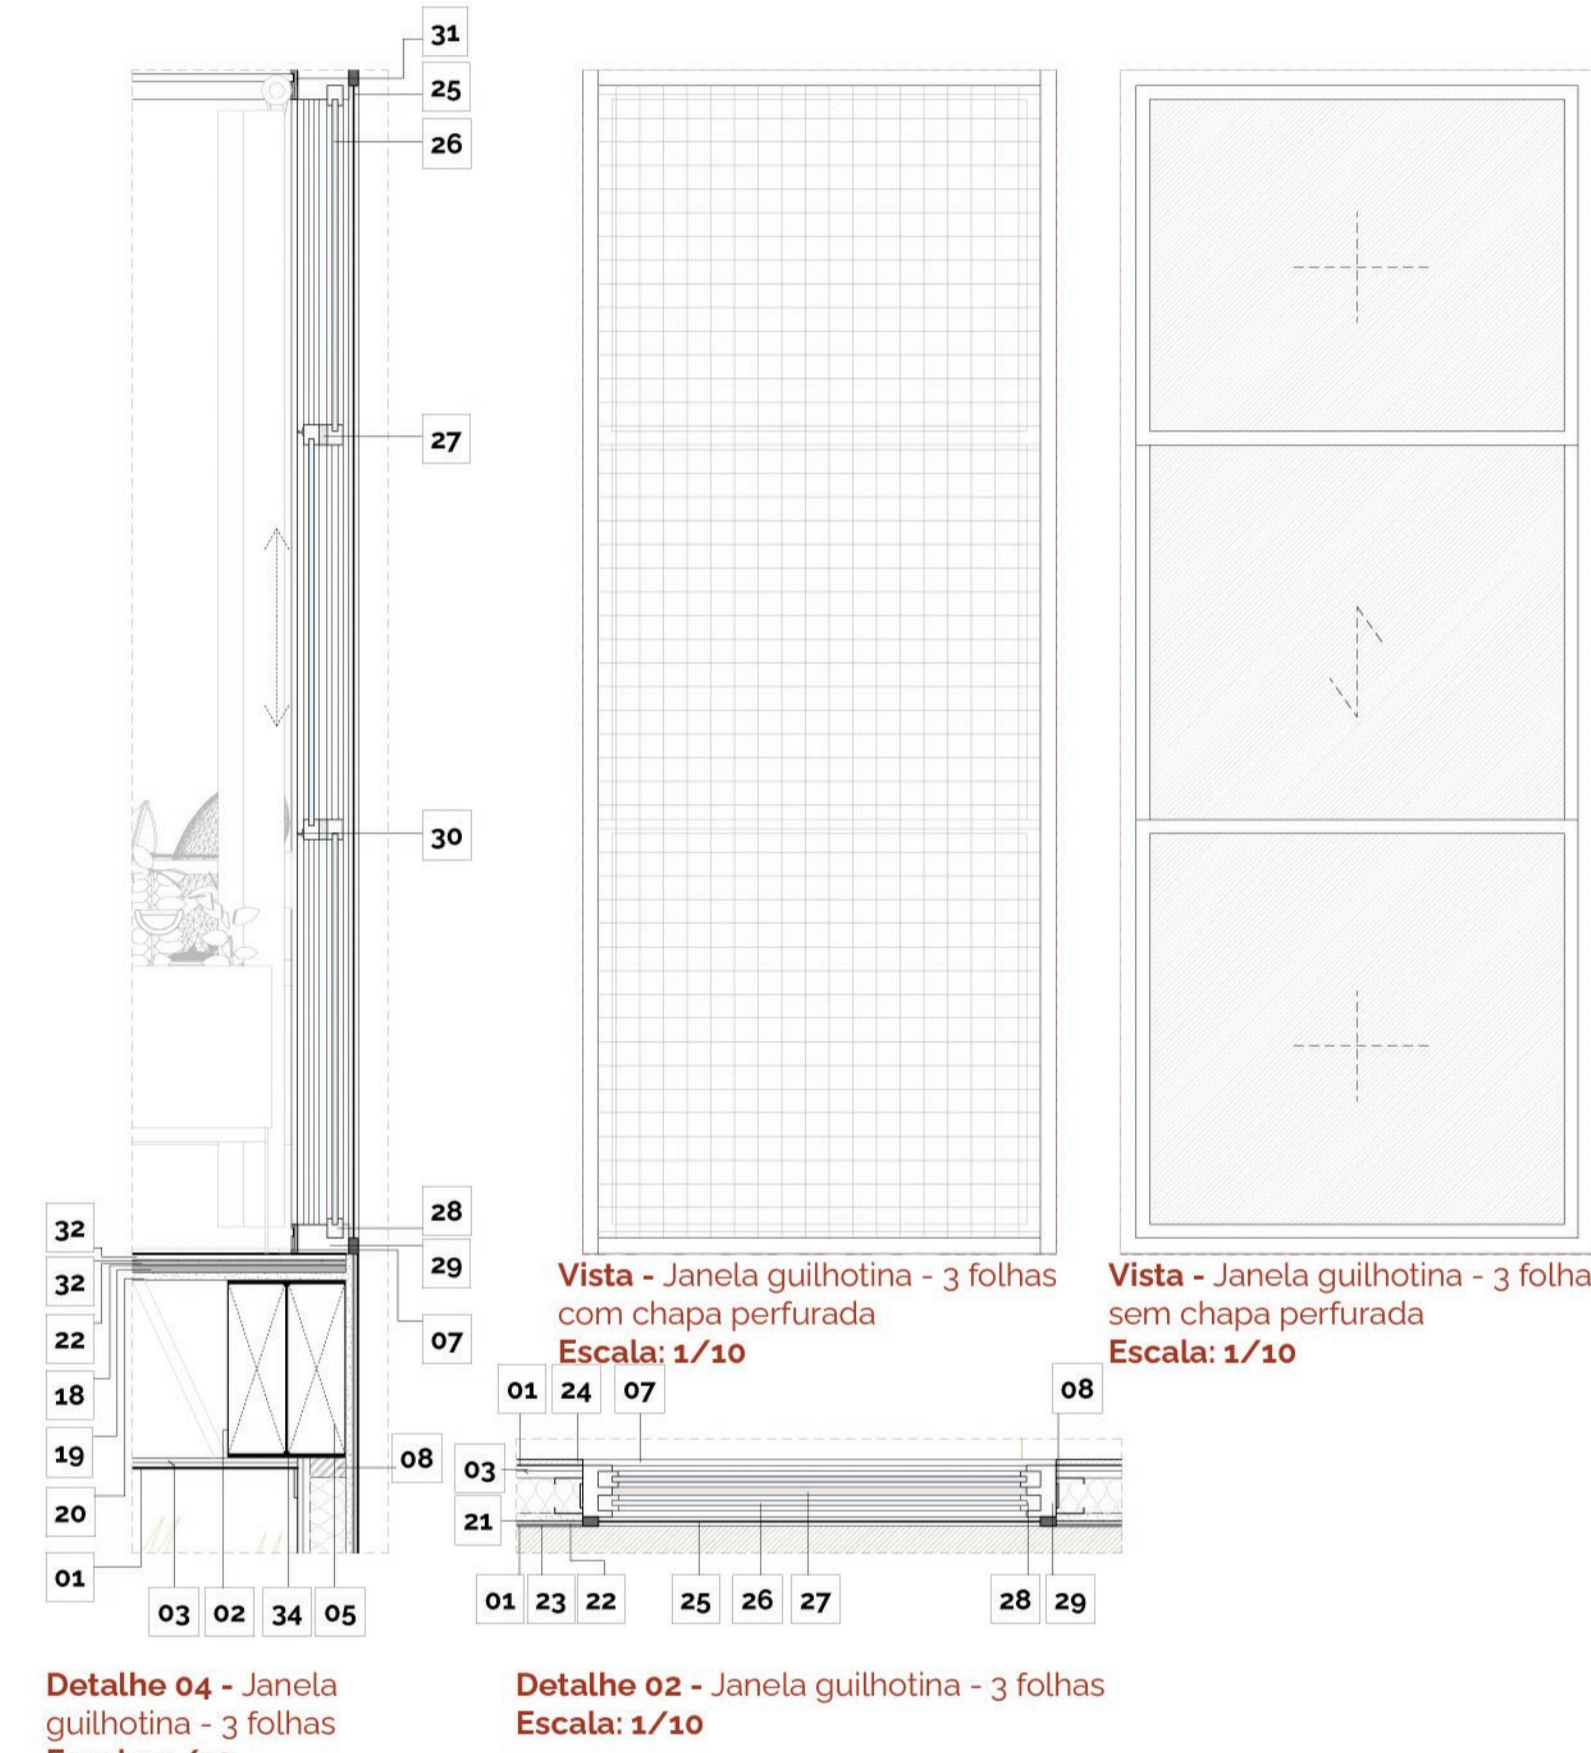 31
25
26
27
30
28
29
07
08
32
32
22
18
19
20
01
03 02 34 05
Vista - Janela guilhotina - 3 folhas
com chapa perfurada
Escala: 1/10
Vista - Janela guilhotina - 3 folha
sem chapa perfurada
Escala: 1/10
01 24 07 08
03
21
01 23 22 25 26 27 28 29
Detalhe 04 - Janela
guilhotina - 3 folhas
Detalhe 02 - Janela guilhotina - 3 folhas
Escala: 1/10